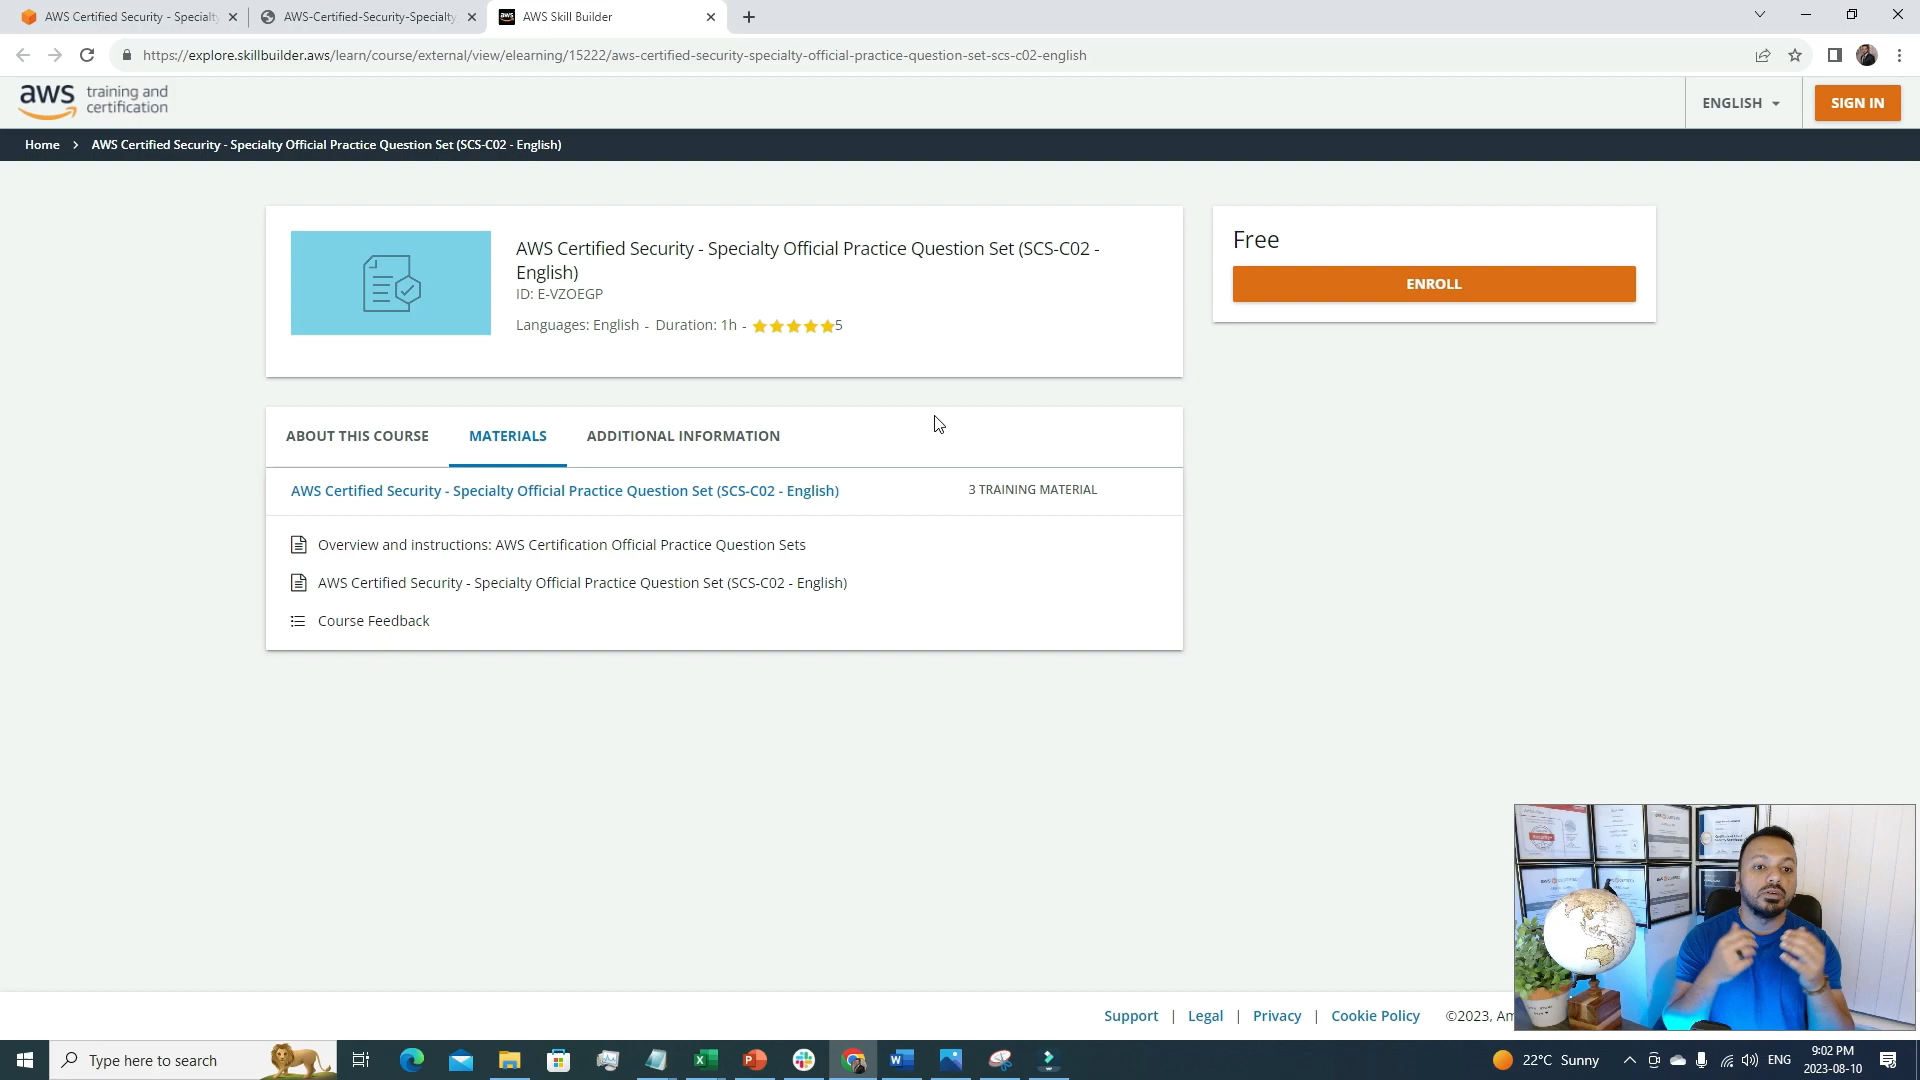 AWS Certified Security - Specialty
AWS-Certified-Security-Specialty
AWS Skill Builder
https://explore.skillbuilder.aws/learn/course/external/view/elearning/15222/aws-certified-security-specialty-official-practice-question-set-scs-c02-english
aws training and certification
ENGLISH
SIGN IN
Home > AWS Certified Security - Specialty Official Practice Question Set (SCS-C02 - English)
AWS Certified Security - Specialty Official Practice Question Set (SCS-C02 -
English)
ID: E-VZOEGP
Languages: English - Duration: 1h - 5
Free
ENROLL
ABOUT THIS COURSE
MATERIALS
ADDITIONAL INFORMATION
AWS Certified Security - Specialty Official Practice Question Set (SCS-C02 - English)
3 TRAINING MATERIAL
Overview and instructions: AWS Certification Official Practice Question Sets
AWS Certified Security - Specialty Official Practice Question Set (SCS-C02 - English)
Course Feedback
Support | Legal | Privacy | Cookie Policy ©2023, Am
Type here to search
22°C Sunny
ENG
9:02 PM
2023-08-10